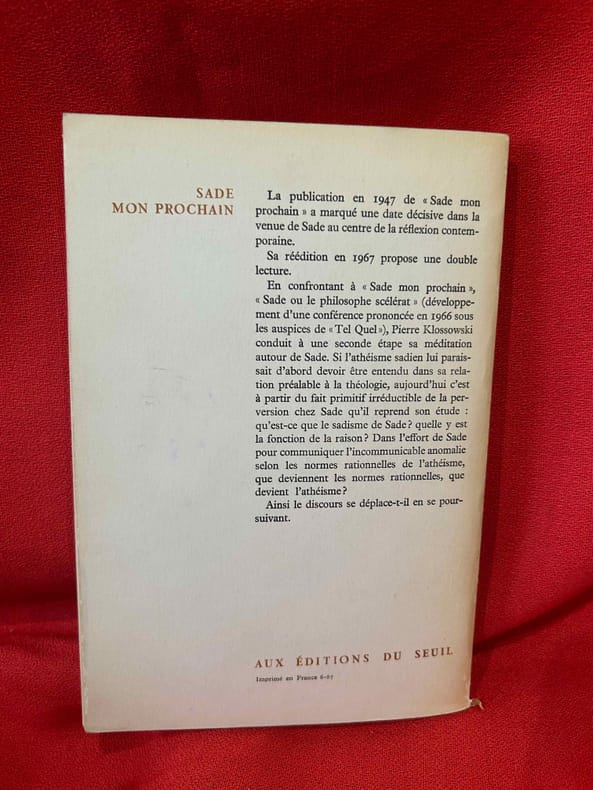 SADE
MON PROCHAIN
La publication en 1947 de « Sade mon
prochain » a marqué une date décisive dans la
venue de Sade au centre de la réflexion contem-
poraine.
Sa réédition en 1967 propose une double
lecture.
En confrontant à « Sade mon prochain »,
« Sade ou le philosophe scélérat » (développe-
ment d'une conférence prononcée en 1966 sous
les auspices de « Tel Quel »), Pierre Klossowski
conduit à une seconde étape sa méditation
autour de Sade. Si l'athéisme sadien lui parais-
sait d'abord devoir être entendu dans sa rela-
tion préalable à la théologie, aujourd'hui c'est
à partir du fait primitif irréductible de la per-
version chez Sade qu'il reprend son étude :
qu'est-ce que le sadisme de Sade? quelle y est
la fonction de la raison? Dans l'effort de Sade
pour communiquer l'incommunicable anomalie
selon les normes rationnelles de l'athéisme,
que deviennent les normes rationnelles, que
devient l'athéisme?
Ainsi le discours se déplace-t-il en se pour-
suivant.
AUX ÉDITIONS DU SEUIL
Imprimé en France 6-67